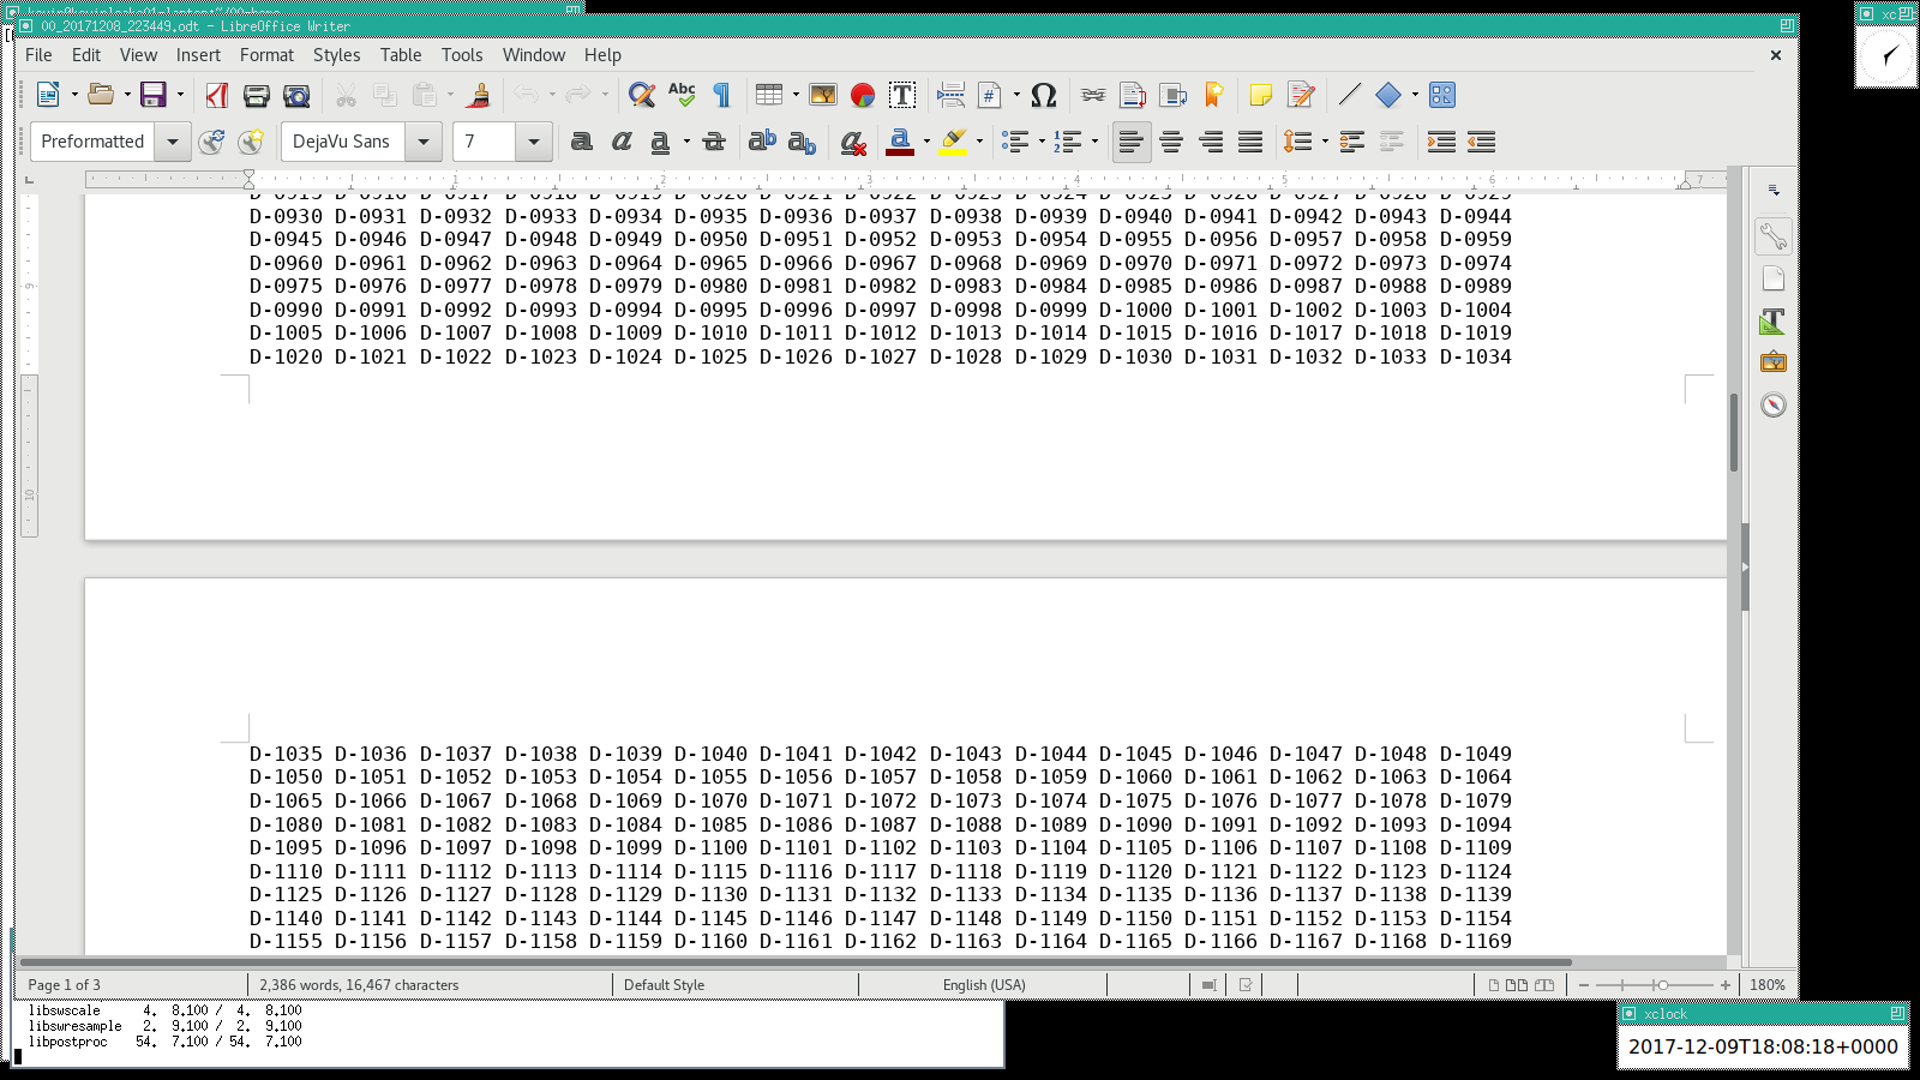 00_20171208_223449.odt - LibreOffice Writer
xc
File Edit View Insert Format Styles Table Tools Window Help
Preformatted DejaVu Sans 7
1 2 3 4 5 6 7
D-0930 D-0931 D-0932 D-0933 D-0934 D-0935 D-0936 D-0937 D-0938 D-0939 D-0940 D-0941 D-0942 D-0943 D-0944
D-0945 D-0946 D-0947 D-0948 D-0949 D-0950 D-0951 D-0952 D-0953 D-0954 D-0955 D-0956 D-0957 D-0958 D-0959
D-0960 D-0961 D-0962 D-0963 D-0964 D-0965 D-0966 D-0967 D-0968 D-0969 D-0970 D-0971 D-0972 D-0973 D-0974
D-0975 D-0976 D-0977 D-0978 D-0979 D-0980 D-0981 D-0982 D-0983 D-0984 D-0985 D-0986 D-0987 D-0988 D-0989
D-0990 D-0991 D-0992 D-0993 D-0994 D-0995 D-0996 D-0997 D-0998 D-0999 D-1000 D-1001 D-1002 D-1003 D-1004
D-1005 D-1006 D-1007 D-1008 D-1009 D-1010 D-1011 D-1012 D-1013 D-1014 D-1015 D-1016 D-1017 D-1018 D-1019
D-1020 D-1021 D-1022 D-1023 D-1024 D-1025 D-1026 D-1027 D-1028 D-1029 D-1030 D-1031 D-1032 D-1033 D-1034
D-1035 D-1036 D-1037 D-1038 D-1039 D-1040 D-1041 D-1042 D-1043 D-1044 D-1045 D-1046 D-1047 D-1048 D-1049
D-1050 D-1051 D-1052 D-1053 D-1054 D-1055 D-1056 D-1057 D-1058 D-1059 D-1060 D-1061 D-1062 D-1063 D-1064
D-1065 D-1066 D-1067 D-1068 D-1069 D-1070 D-1071 D-1072 D-1073 D-1074 D-1075 D-1076 D-1077 D-1078 D-1079
D-1080 D-1081 D-1082 D-1083 D-1084 D-1085 D-1086 D-1087 D-1088 D-1089 D-1090 D-1091 D-1092 D-1093 D-1094
D-1095 D-1096 D-1097 D-1098 D-1099 D-1100 D-1101 D-1102 D-1103 D-1104 D-1105 D-1106 D-1107 D-1108 D-1109
D-1110 D-1111 D-1112 D-1113 D-1114 D-1115 D-1116 D-1117 D-1118 D-1119 D-1120 D-1121 D-1122 D-1123 D-1124
D-1125 D-1126 D-1127 D-1128 D-1129 D-1130 D-1131 D-1132 D-1133 D-1134 D-1135 D-1136 D-1137 D-1138 D-1139
D-1140 D-1141 D-1142 D-1143 D-1144 D-1145 D-1146 D-1147 D-1148 D-1149 D-1150 D-1151 D-1152 D-1153 D-1154
D-1155 D-1156 D-1157 D-1158 D-1159 D-1160 D-1161 D-1162 D-1163 D-1164 D-1165 D-1166 D-1167 D-1168 D-1169
Page 1 of 3 2,386 words, 16,467 characters Default Style English (USA) 180%
libswscale 4. 8.100 / 4. 8.100
libswresample 2. 9.100 / 2. 9.100
libpostproc 54. 7.100 / 54. 7.100
xclock
2017-12-09T18:08:18+0000